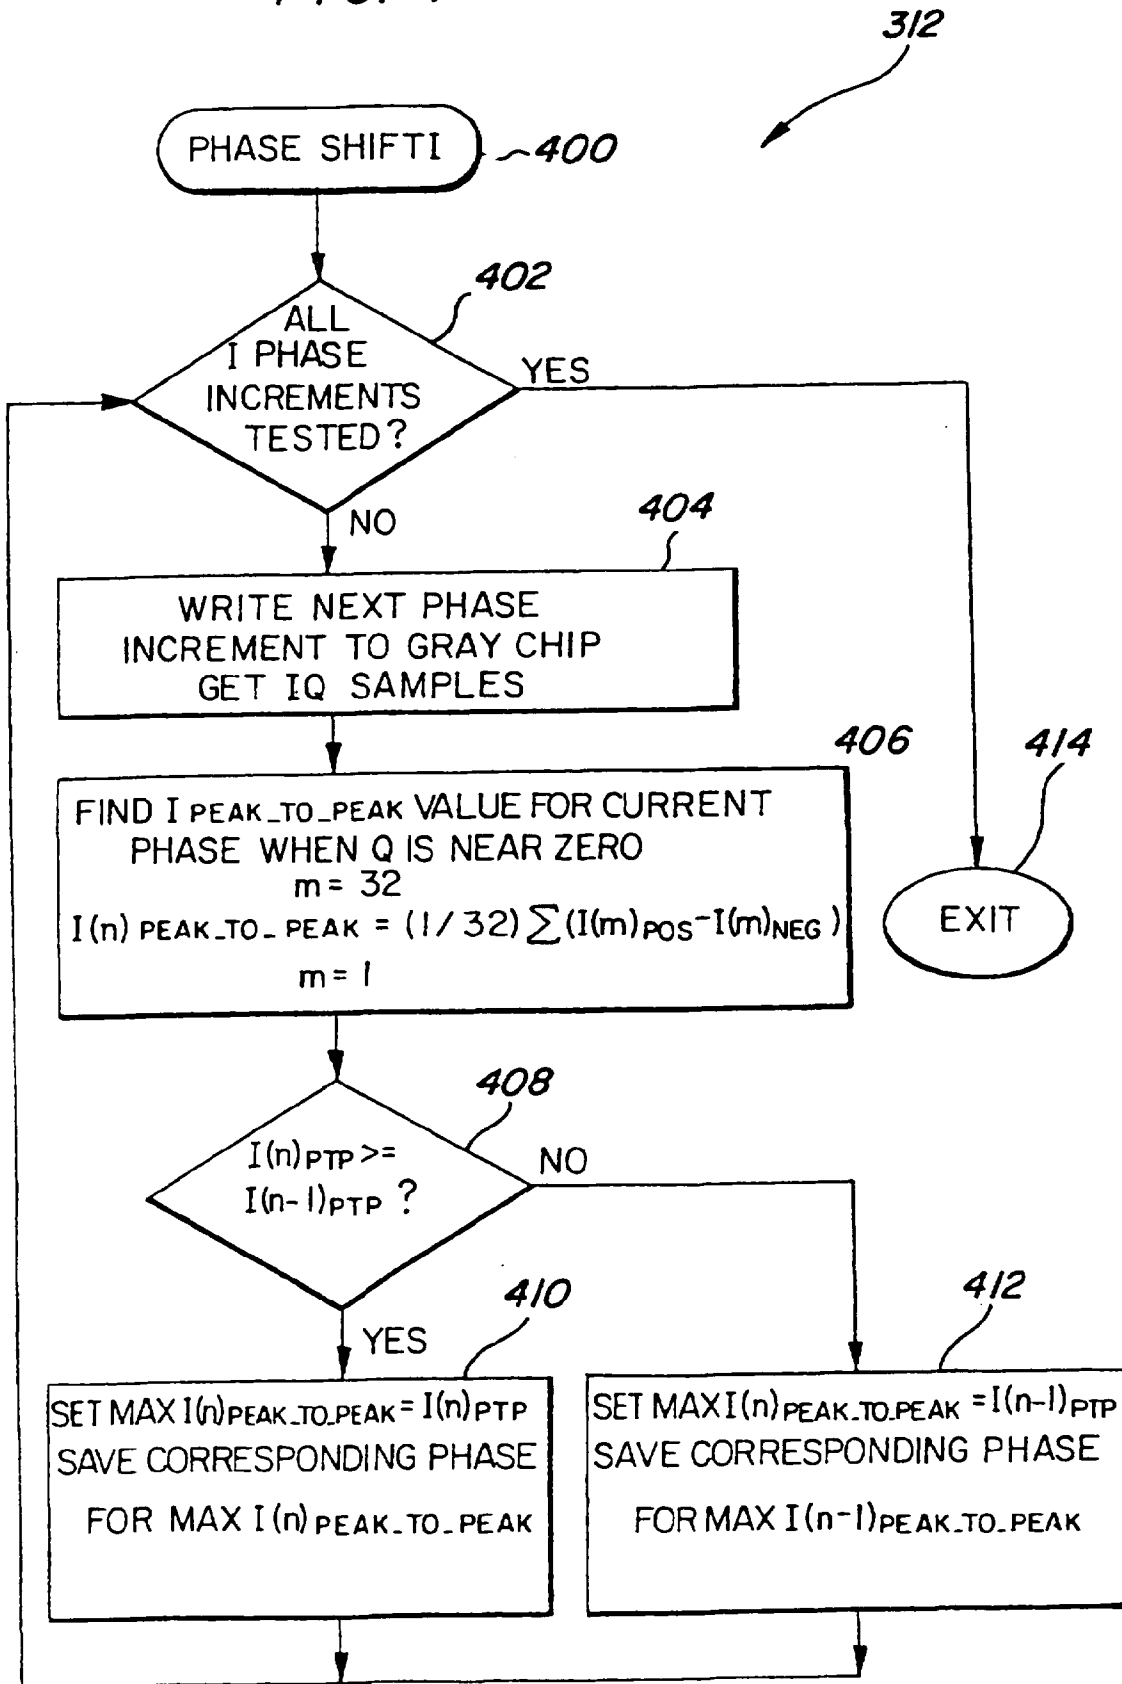 312
PHASE SHIFTI
400
402
ALL
I PHASE
INCREMENTS
TESTED?
YES
NO
404
WRITE NEXT PHASE
INCREMENT TO GRAY CHIP
GET IQ SAMPLES
406
414
FIND I PEAK_TO_PEAK VALUE FOR CURRENT
PHASE WHEN Q IS NEAR ZERO
m = 32
I(n) PEAK_TO_PEAK = (1/32) ∑(I(m)POS-I(m)NEG)
m = 1
EXIT
408
I(n)PTP >=
I(n-1)PTP ?
NO
YES
410
412
SET MAX I(n)PEAK_TO_PEAK = I(n)PTP
SAVE CORRESPONDING PHASE
FOR MAX I(n) PEAK_TO_PEAK
SET MAX I(n)PEAK_TO_PEAK = I(n-1)PTP
SAVE CORRESPONDING PHASE
FOR MAX I(n-1)PEAK_TO_PEAK